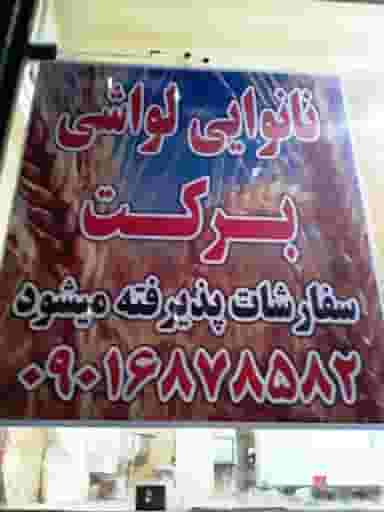 نانوایی لواشی
برکت
سفارشات پذیرفته میشود
۰۹۰۱۶۸۷۸۵۸۲